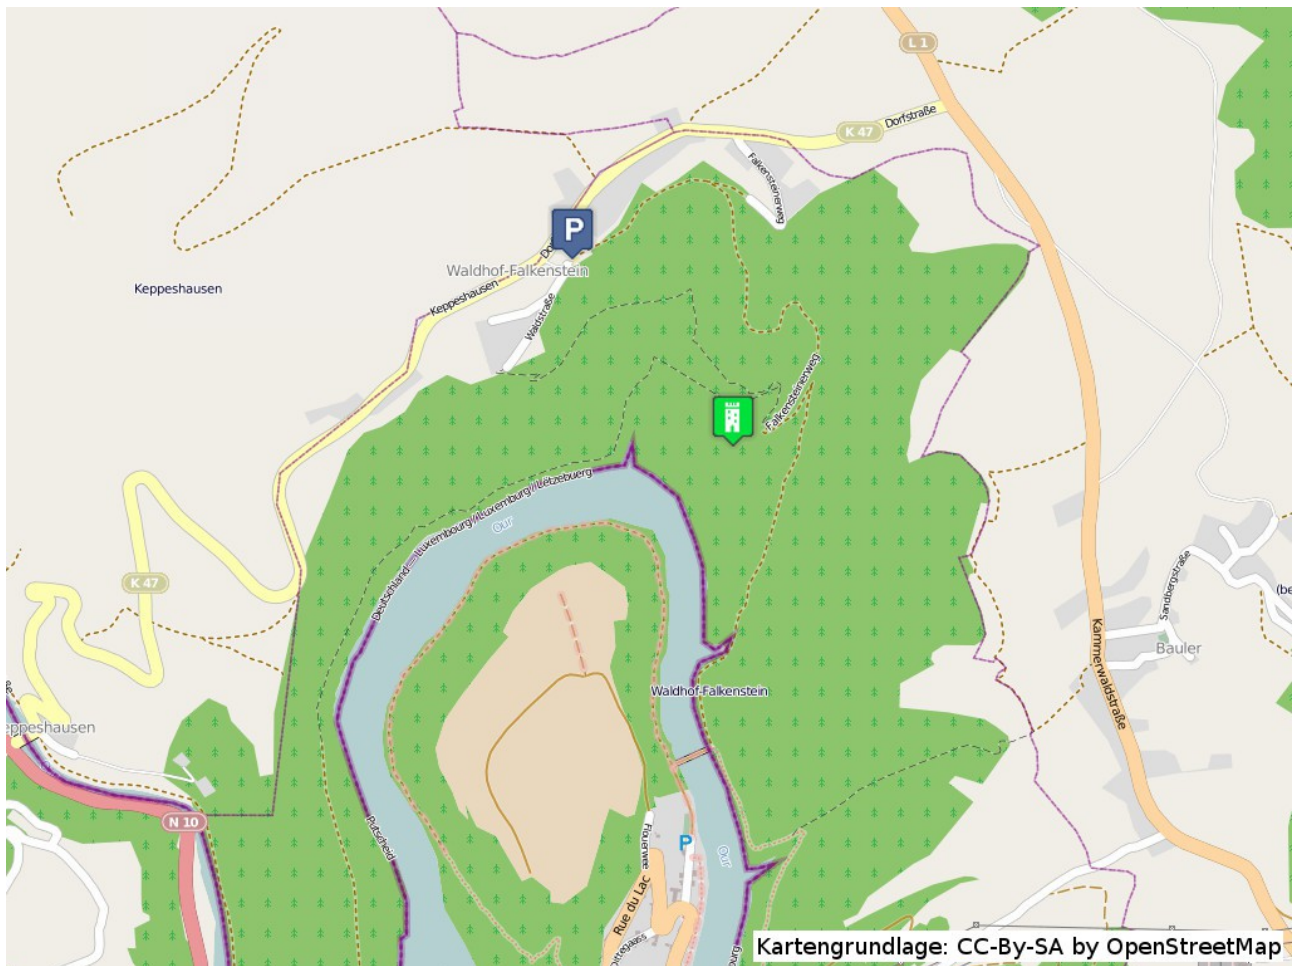 L 1
K 47
Dorfstraße
Falkensteinerweg
P
Waldhof-Falkenstein
Keppeshausen
Keppeshausen
Waldstraße
Falkensteinerweg
Deutschland — Luxembourg / Luxemburg / Lëtzebuerg
Our
K 47
Sandbergstraße
(be
Bauler
Kammerwaldstraße
Waldhof-Falkenstein
eppeshausen
N 10
Putscheid
P
Our
Rue du Lac
Kartengrundlage: CC-By-SA by OpenStreetMap